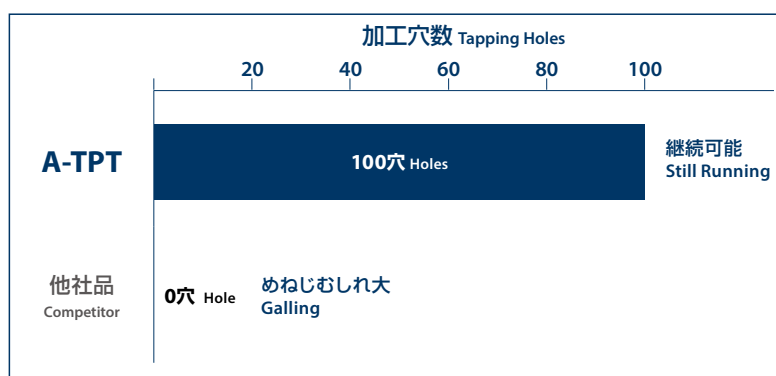 加工穴数 Tapping Holes
20 40 60 80 100
A-TPT
100穴 Holes
継続可能
Still Running
他社品
Competitor
0穴 Hole
めねじむしれ大
Galling